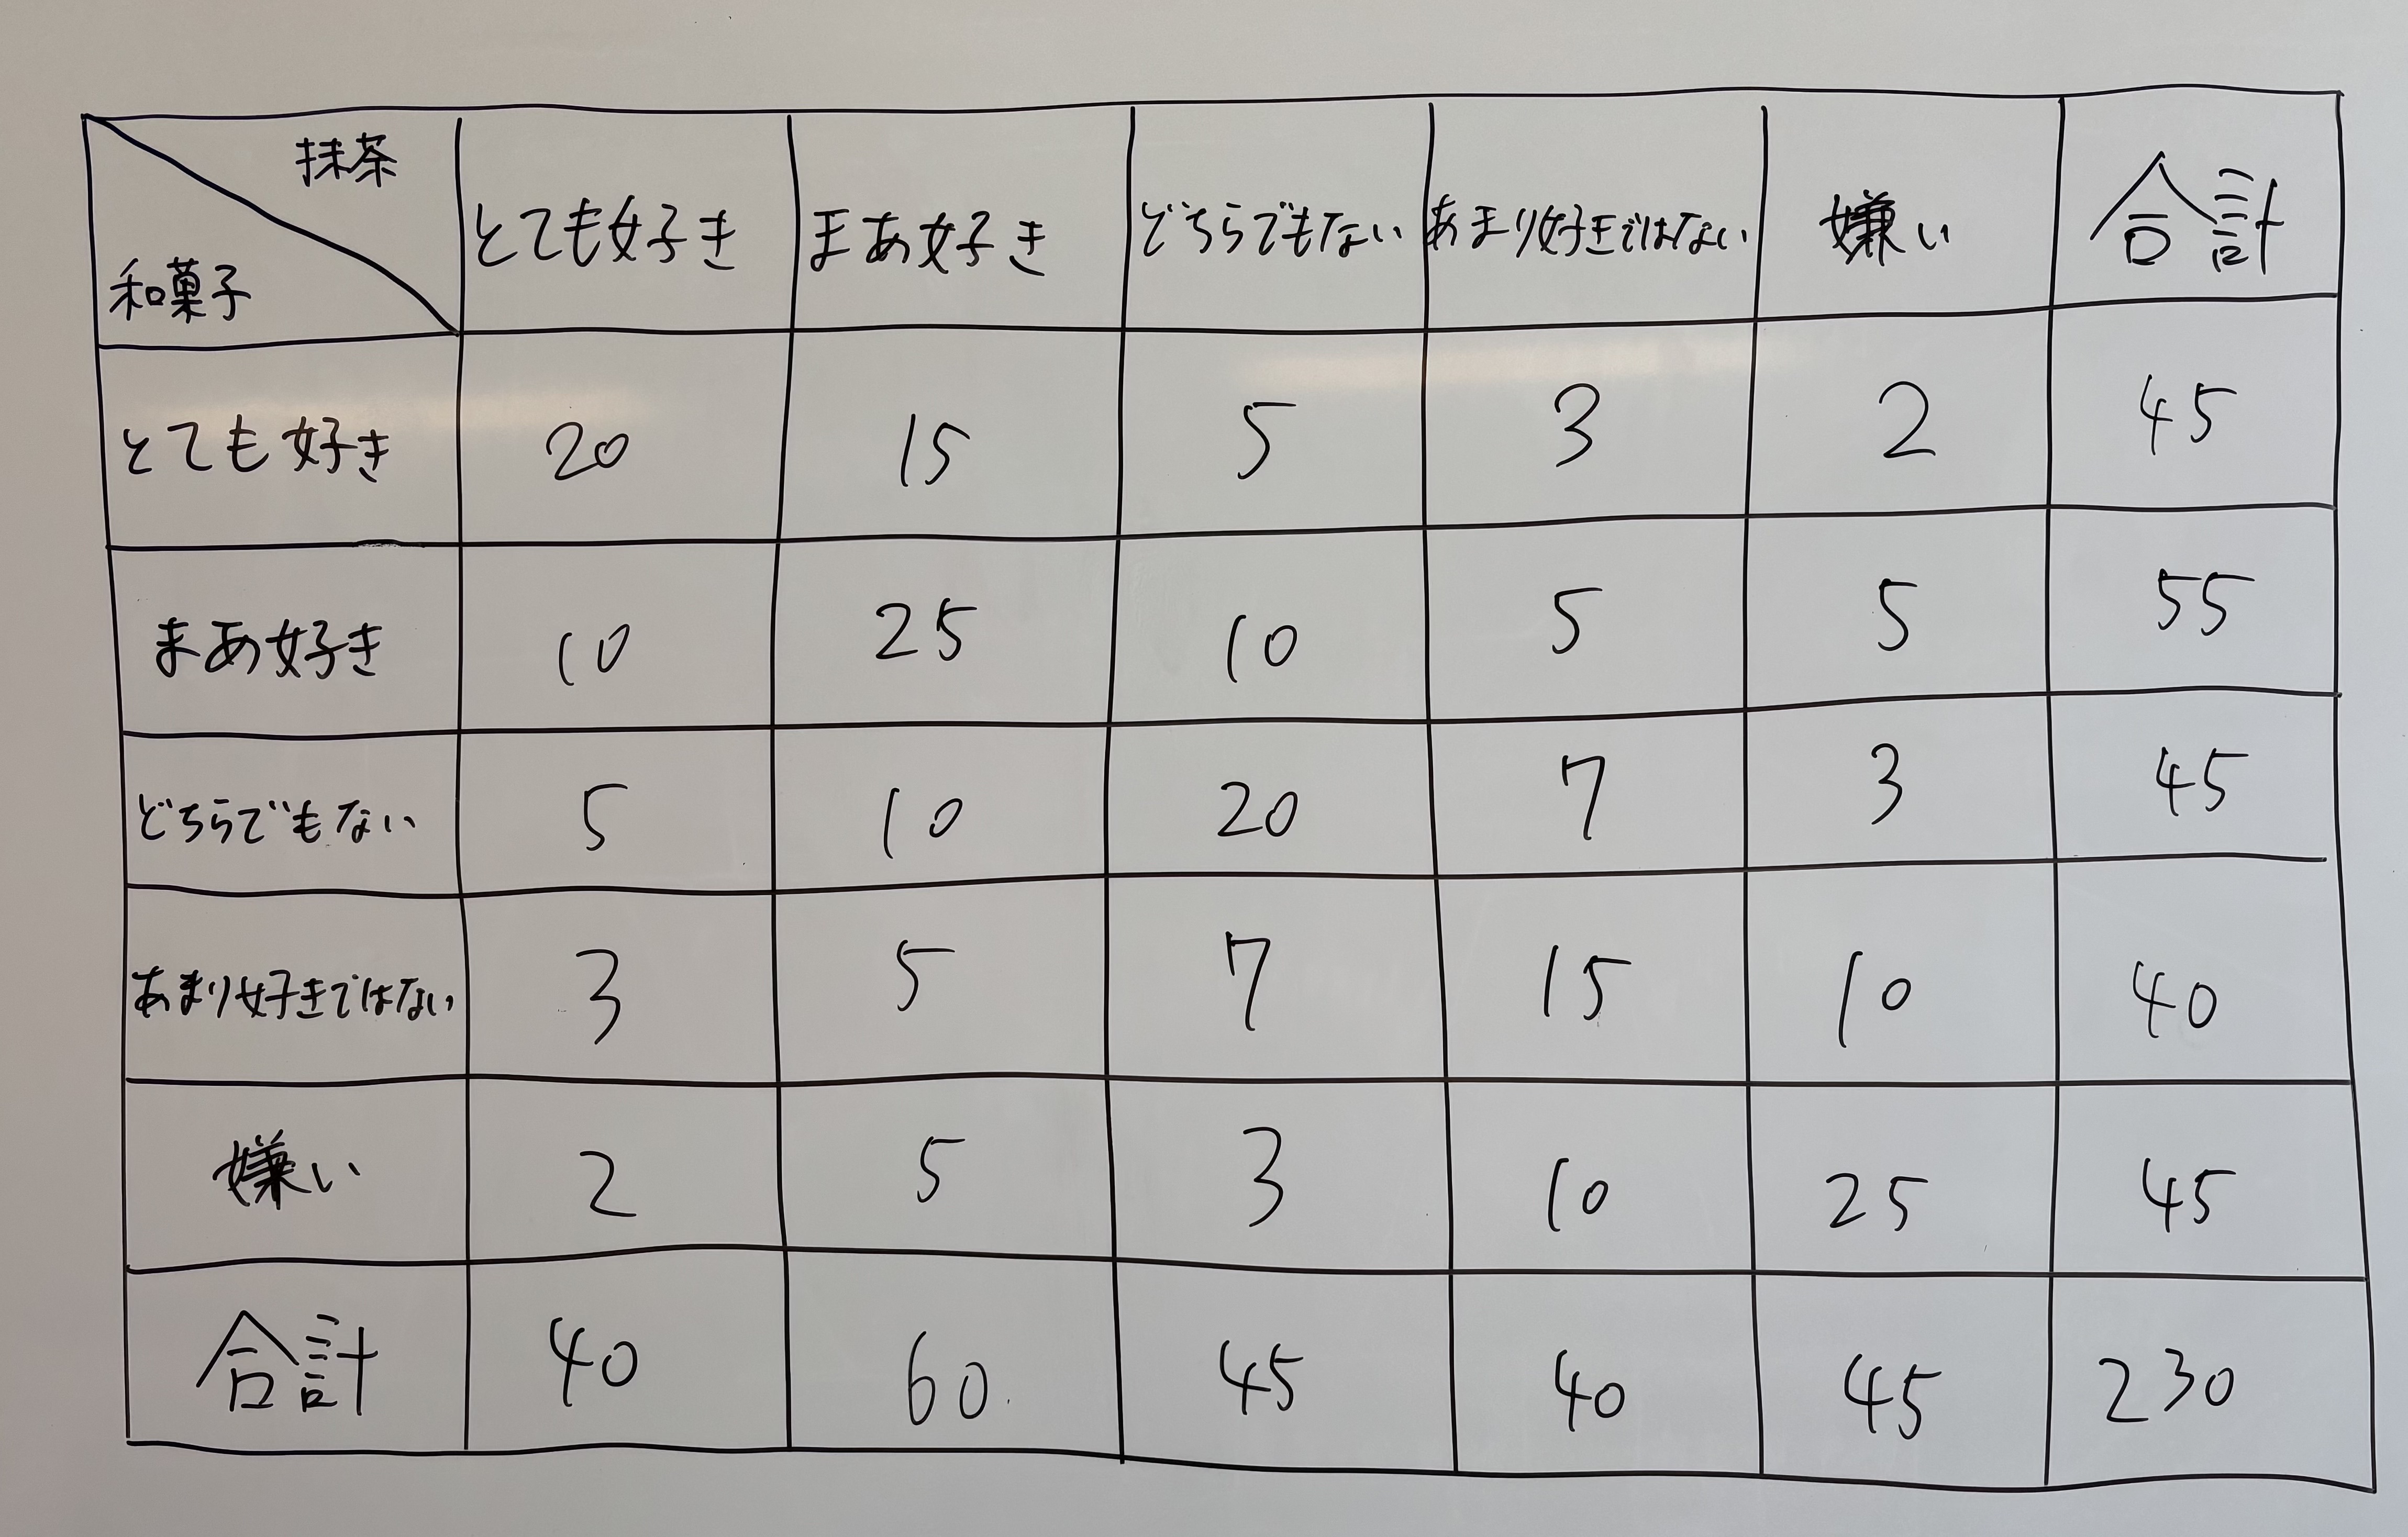 抹茶
和菓子
とても好き まあ好き どちらでもない あまり好きではない 嫌い 合計
とても好き 20 15 5 3 2 45
まあ好き 10 25 10 5 5 55
どちらでもない 5 10 20 7 3 45
あまり好きではない 3 5 7 15 10 40
嫌い 2 5 3 10 25 45
合計 40 60 45 40 45 230